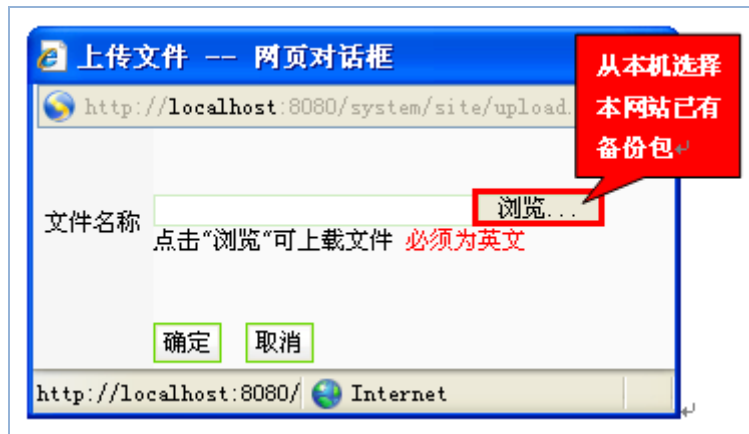 上传文件 -- 网页对话框
从本机选择
本网站已有
备份包
http://localhost:8080/system/site/upload.
文件名称
浏览...
点击“浏览”可上载文件 必须为英文
确定 取消
http://localhost:8080/ Internet